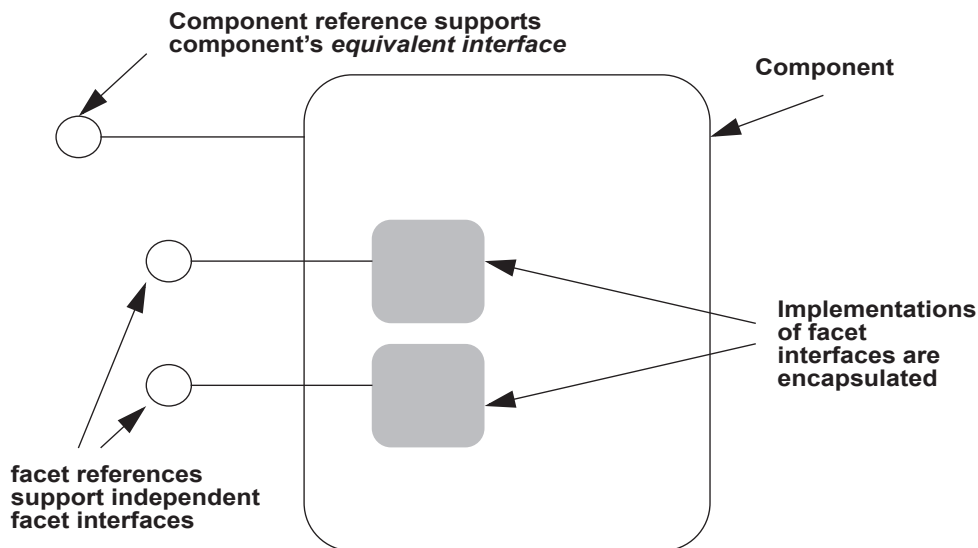 Component reference supports
component’s equivalent interface
Component
Implementations
of facet
interfaces are
encapsulated
facet references
support independent
facet interfaces